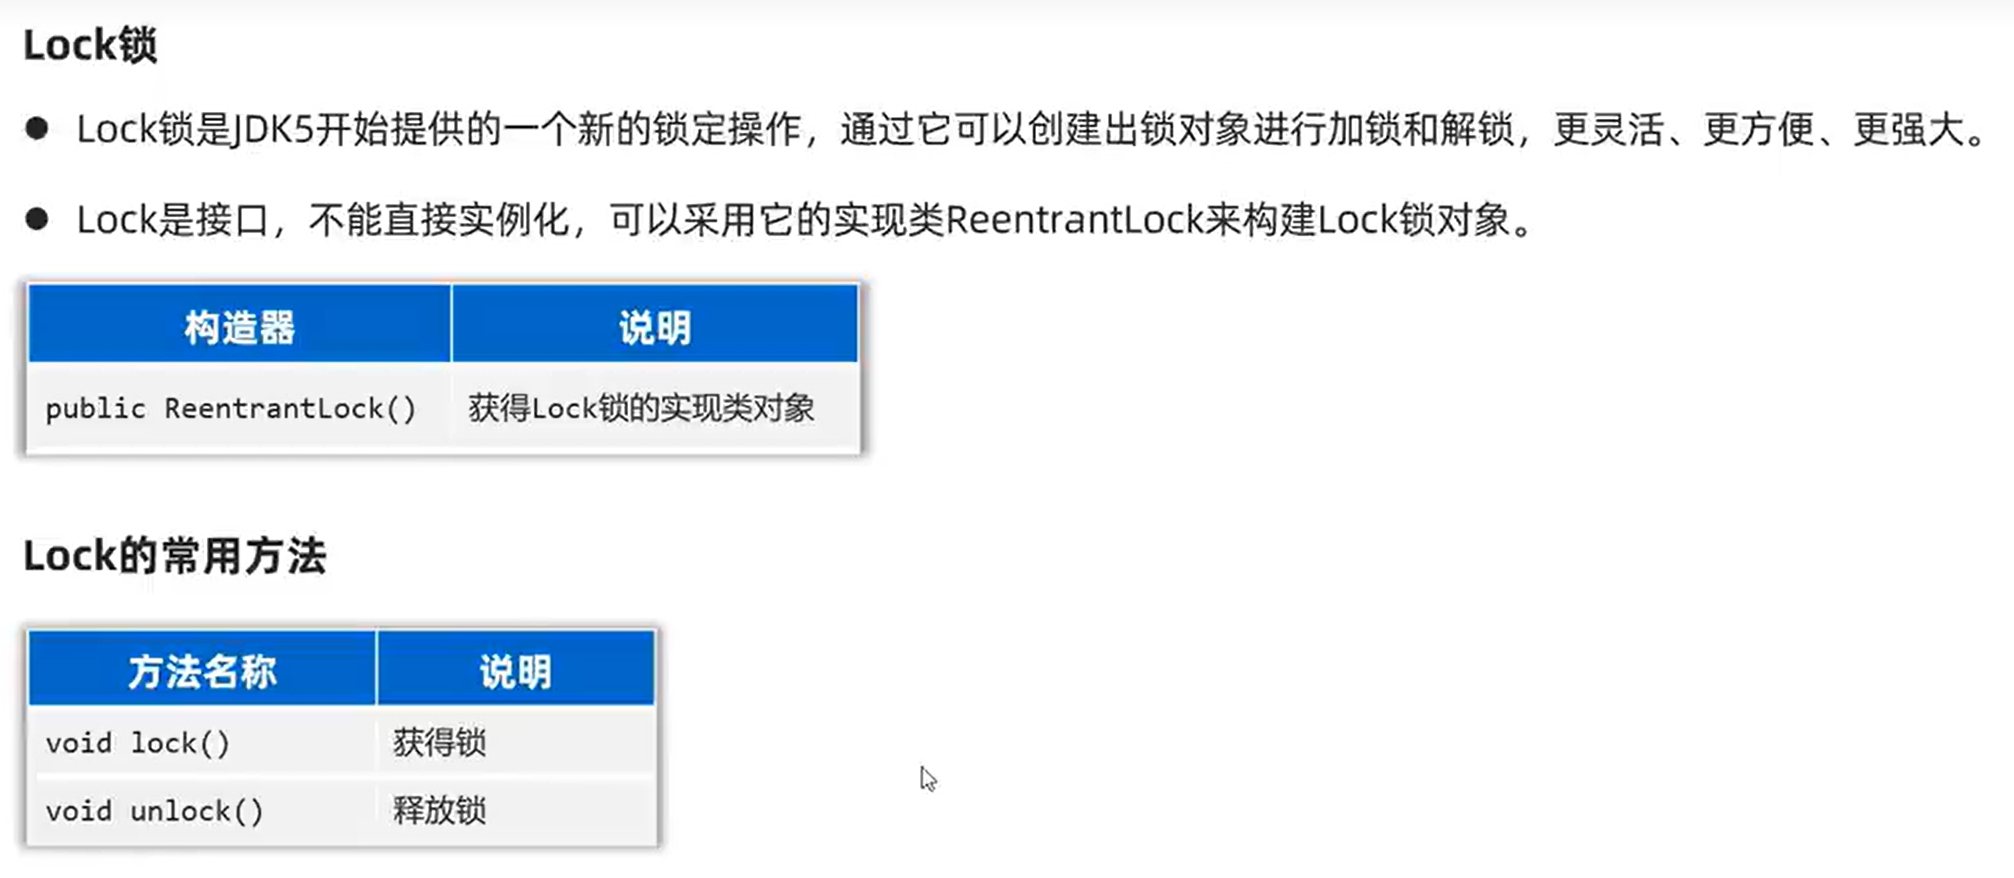 Lock锁
● Lock锁是JDK5开始提供的一个新的锁定操作，通过它可以创建出锁对象进行加锁和解锁，更灵活、更方便、更强大。
● Lock是接口，不能直接实例化，可以采用它的实现类ReentrantLock来构建Lock锁对象。
构造器 说明
public ReentrantLock() 获得Lock锁的实现类对象
Lock的常用方法
方法名称 说明
void lock() 获得锁
void unlock() 释放锁